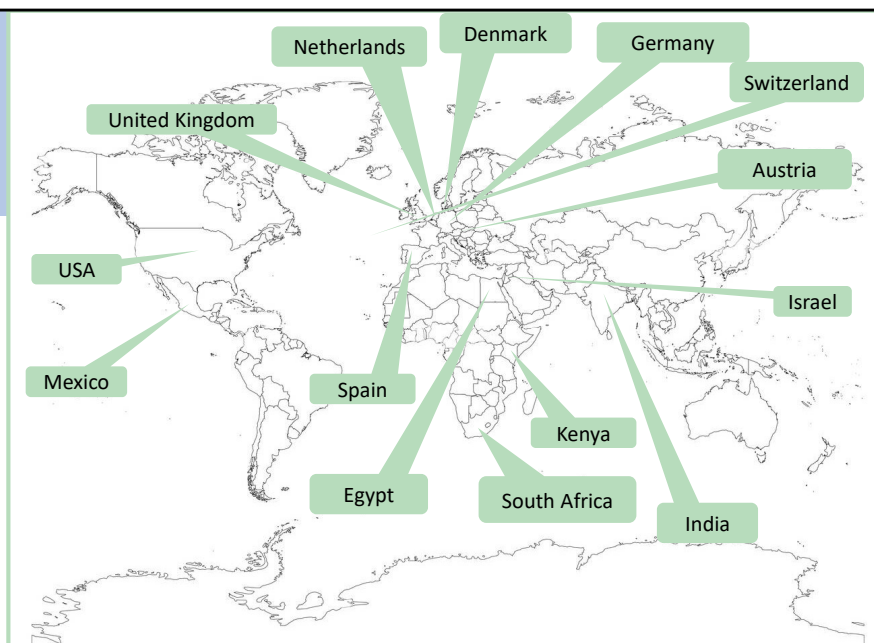 Denmark
Germany
Netherlands
Switzerland
United Kingdom
Austria
USA
Israel
Mexico
Spain
Kenya
Egypt
South Africa
India